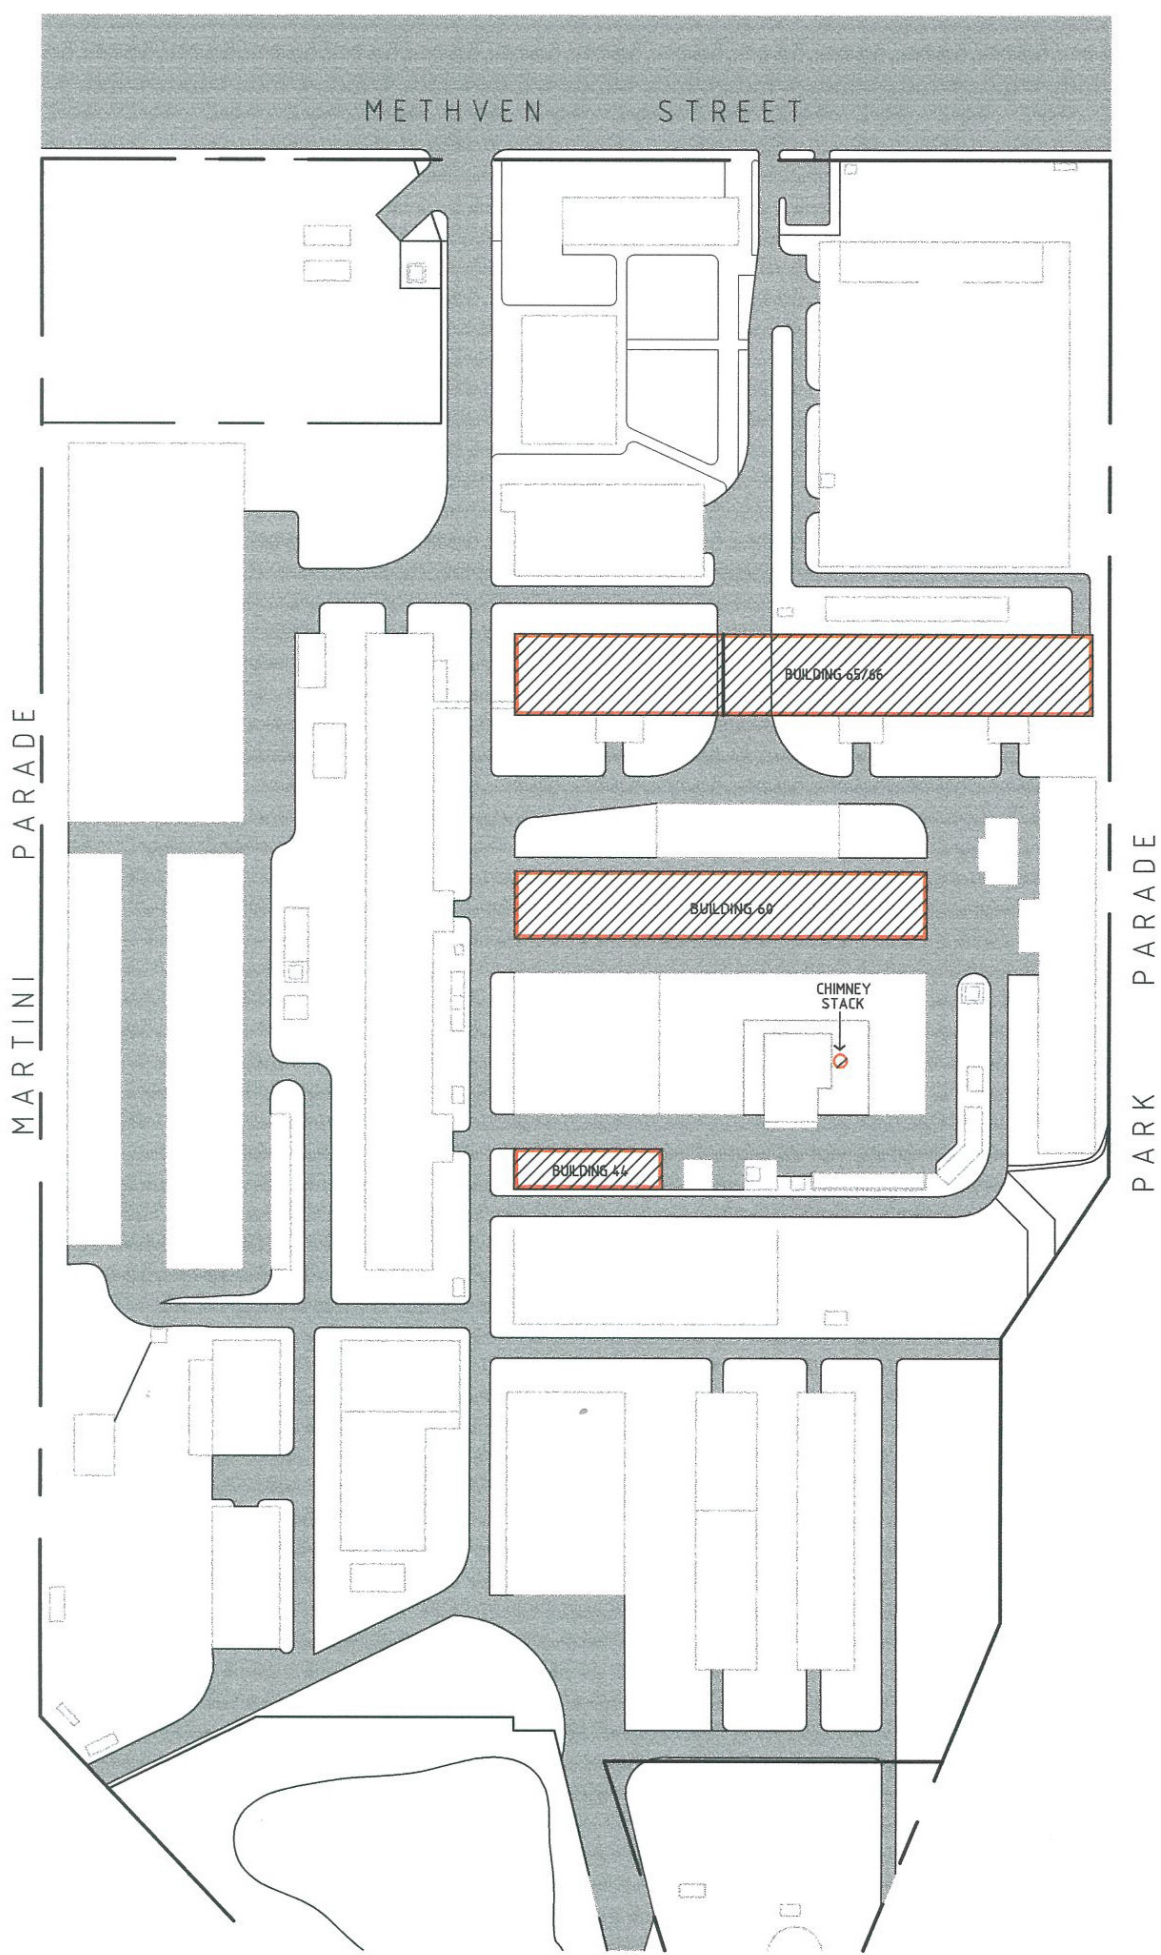 METHVEN STREET
BUILDING 65/66
MARTINI PARADE
BUILDING 60
PARK PARADE
CHIMNEY
STACK
BUILDING 44